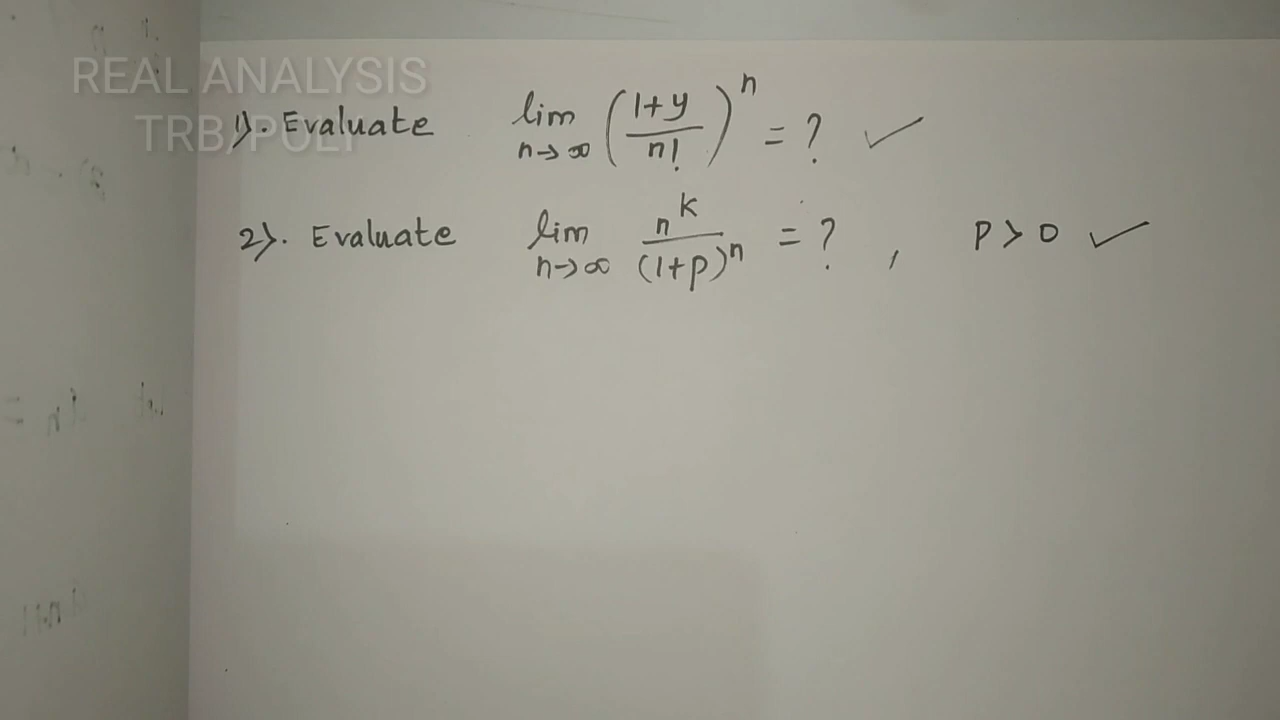 REAL ANALYSIS
TRB/POLY
1). Evaluate lim n→∞ ((1+y)/n!)^n = ? ✓
2). Evaluate lim n→∞ n^k/(1+p)^n = ? , P > 0 ✓